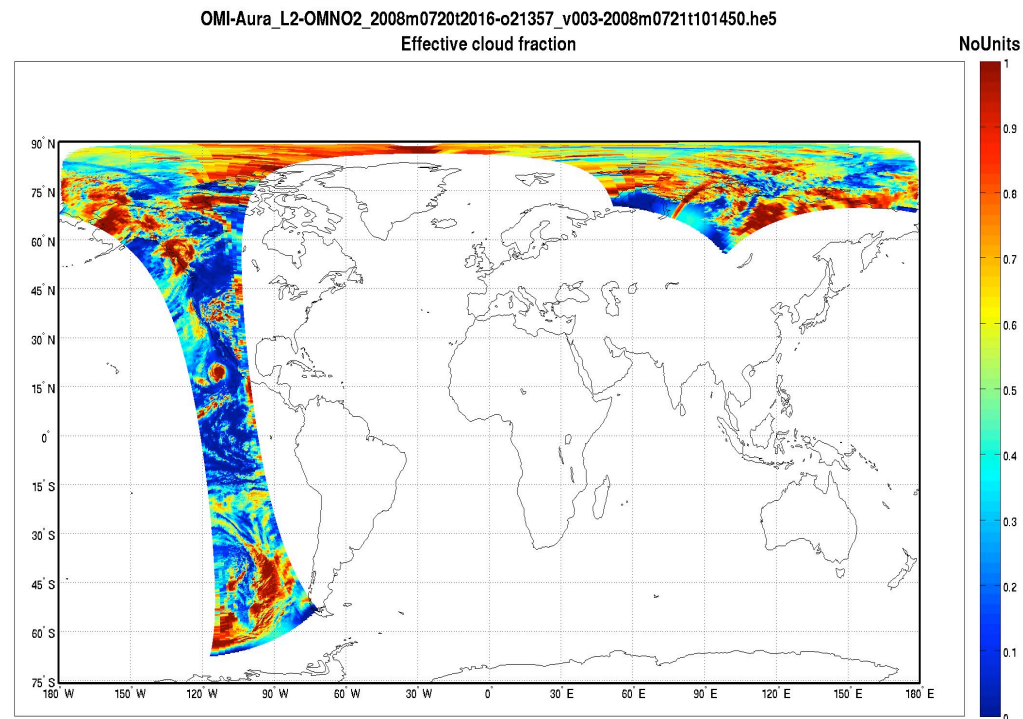 OMI-Aura_L2-OMNO2_2008m0720t2016-o21357_v003-2008m0721t101450.he5
Effective cloud fraction
NoUnits
1
0.9
0.8
0.7
0.6
0.5
0.4
0.3
0.2
0.1
0
90° N
75° N
60° N
45° N
30° N
15° N
0°
15° S
30° S
45° S
60° S
75° S
180° W 150° W 120° W 90° W 60° W 30° W 0° 30° E 60° E 90° E 120° E 150° E 180° E